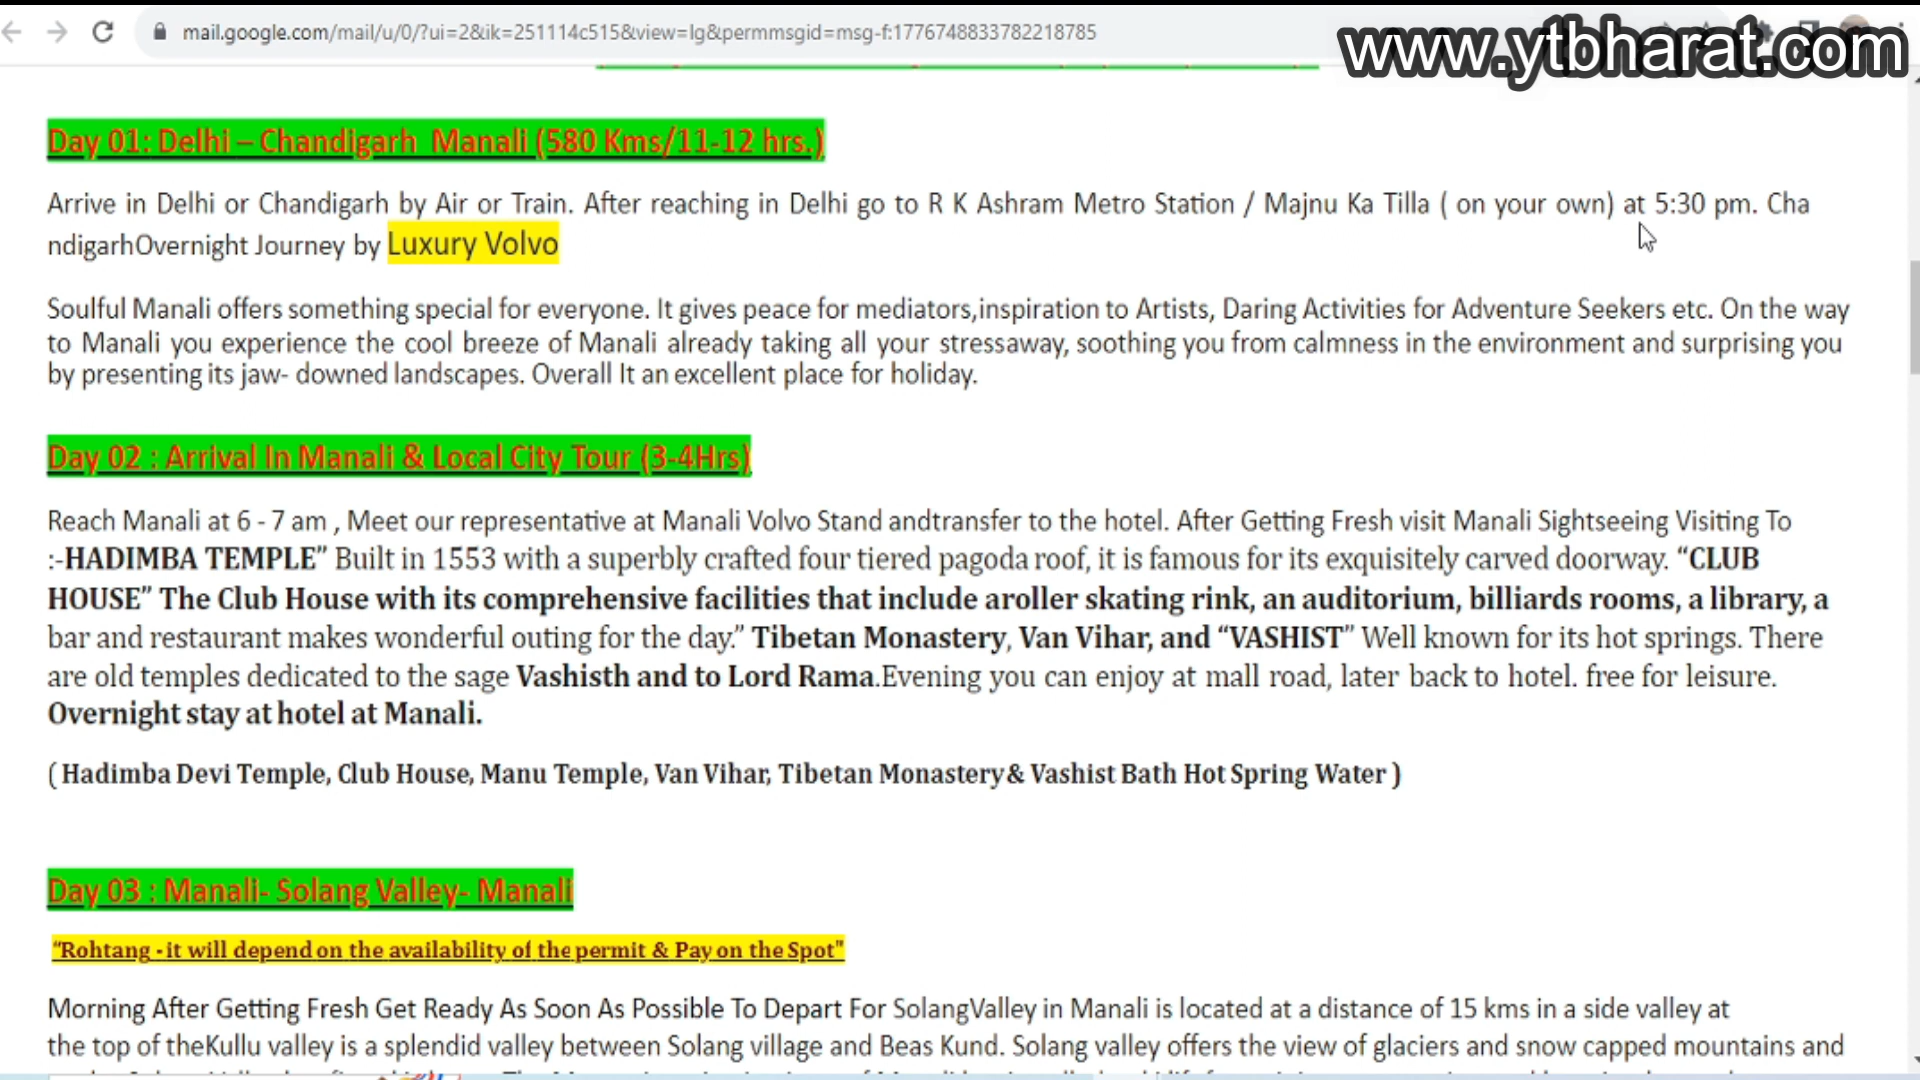 mail.google.com/mail/u/0/?ui=2&ik=251114c515&view=lg&permmsgid=msg-f:1776748833782218785
www.ytbharat.com
Day 01: Delhi – Chandigarh Manali (580 Kms/11-12 hrs.)
Arrive in Delhi or Chandigarh by Air or Train. After reaching in Delhi go to R K Ashram Metro Station / Majnu Ka Tilla ( on your own) at 5:30 pm. Cha
ndigarhOvernight Journey by Luxury Volvo
Soulful Manali offers something special for everyone. It gives peace for mediators,inspiration to Artists, Daring Activities for Adventure Seekers etc. On the way
to Manali you experience the cool breeze of Manali already taking all your stressaway, soothing you from calmness in the environment and surprising you
by presenting its jaw- downed landscapes. Overall It an excellent place for holiday.
Day 02 : Arrival In Manali & Local City Tour (3-4Hrs)
Reach Manali at 6 - 7 am , Meet our representative at Manali Volvo Stand andtransfer to the hotel. After Getting Fresh visit Manali Sightseeing Visiting To
:-HADIMBA TEMPLE” Built in 1553 with a superbly crafted four tiered pagoda roof, it is famous for its exquisitely carved doorway. “CLUB
HOUSE” The Club House with its comprehensive facilities that include aroller skating rink, an auditorium, billiards rooms, a library, a
bar and restaurant makes wonderful outing for the day.” Tibetan Monastery, Van Vihar, and “VASHIST” Well known for its hot springs. There
are old temples dedicated to the sage Vashisth and to Lord Rama.Evening you can enjoy at mall road, later back to hotel. free for leisure.
Overnight stay at hotel at Manali.
( Hadimba Devi Temple, Club House, Manu Temple, Van Vihar, Tibetan Monastery& Vashist Bath Hot Spring Water )
Day 03 : Manali- Solang Valley- Manali
“Rohtang -it will depend on the availability of the permit & Pay on the Spot"
Morning After Getting Fresh Get Ready As Soon As Possible To Depart For SolangValley in Manali is located at a distance of 15 kms in a side valley at
the top of theKullu valley is a splendid valley between Solang village and Beas Kund. Solang valley offers the view of glaciers and snow capped mountains and